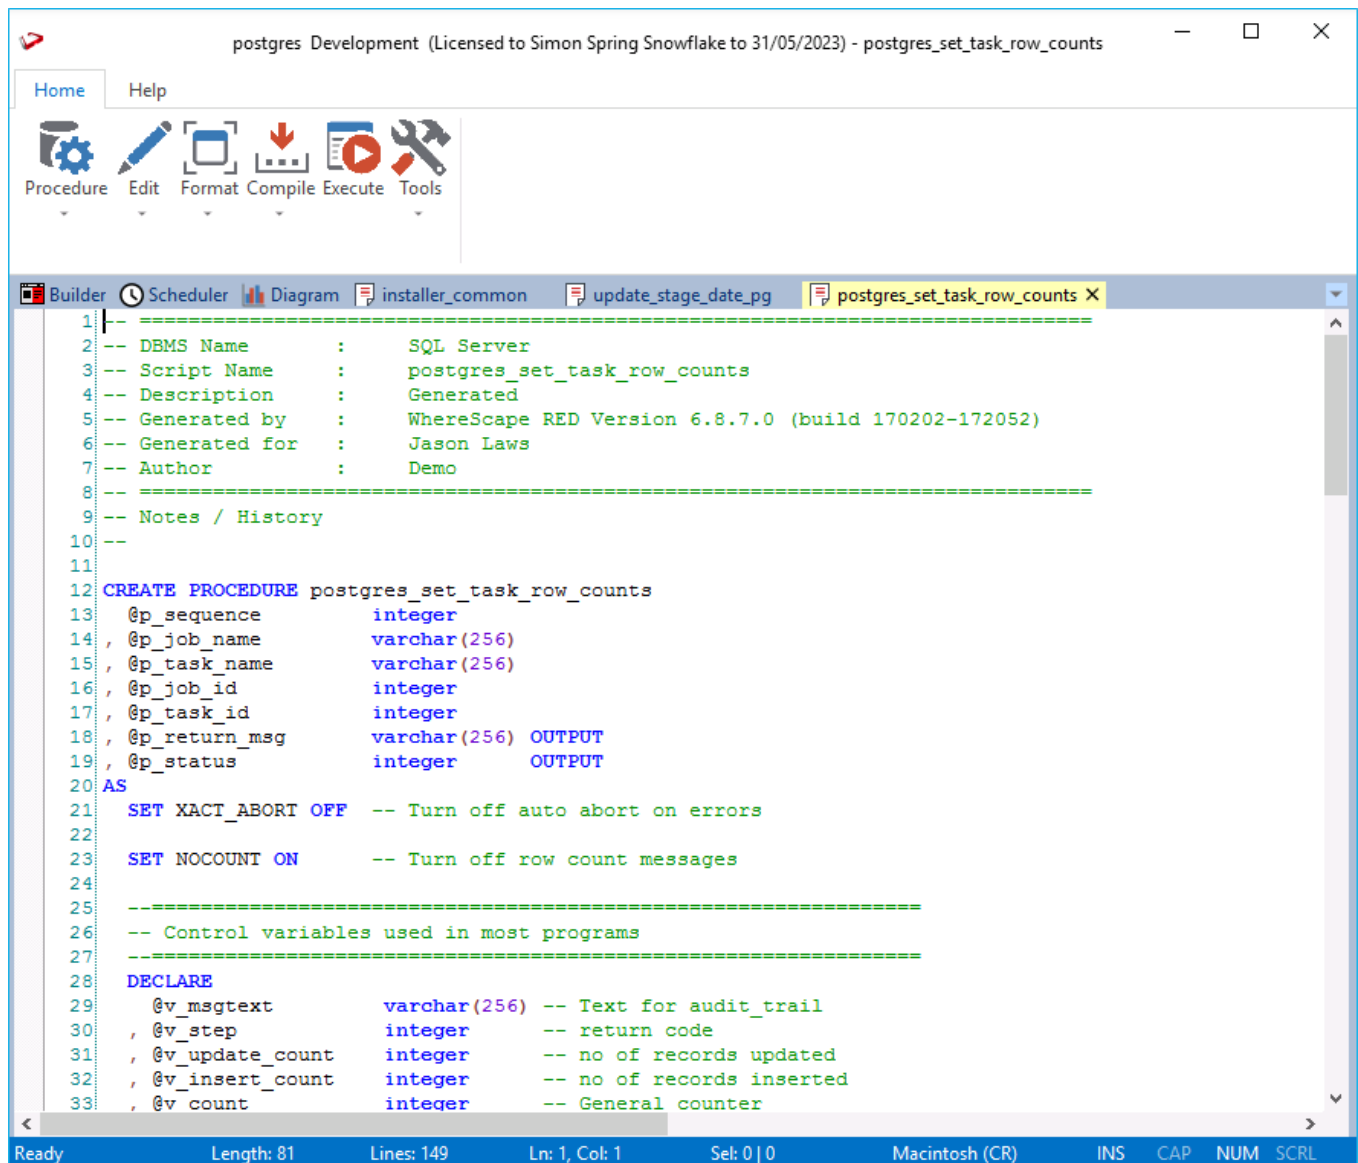 postgres Development (Licensed to Simon Spring Snowflake to 31/05/2023) - postgres_set_task_row_counts
Home Help
Procedure Edit Format Compile Execute Tools
Builder Scheduler Diagram installer_common update_stage_date_pg postgres_set_task_row_counts
1 -- ==============================================================================
2 -- DBMS Name : SQL Server
3 -- Script Name : postgres_set_task_row_counts
4 -- Description : Generated
5 -- Generated by : WhereScape RED Version 6.8.7.0 (build 170202-172052)
6 -- Generated for : Jason Laws
7 -- Author : Demo
8 -- ==============================================================================
9 -- Notes / History
10 --
11
12 CREATE PROCEDURE postgres_set_task_row_counts
13 @p_sequence integer
14 , @p_job_name varchar(256)
15 , @p_task_name varchar(256)
16 , @p_job_id integer
17 , @p_task_id integer
18 , @p_return_msg varchar(256) OUTPUT
19 , @p_status integer OUTPUT
20 AS
21 SET XACT_ABORT OFF -- Turn off auto abort on errors
22
23 SET NOCOUNT ON -- Turn off row count messages
24
25 --===============================================================
26 -- Control variables used in most programs
27 --===============================================================
28 DECLARE
29 @v_msgtext varchar(256) -- Text for audit_trail
30 , @v_step integer -- return code
31 , @v_update_count integer -- no of records updated
32 , @v_insert_count integer -- no of records inserted
33 , @v_count integer -- General counter
Ready Length: 81 Lines: 149 Ln: 1, Col: 1 Sel: 0 | 0 Macintosh (CR) INS CAP NUM SCRL